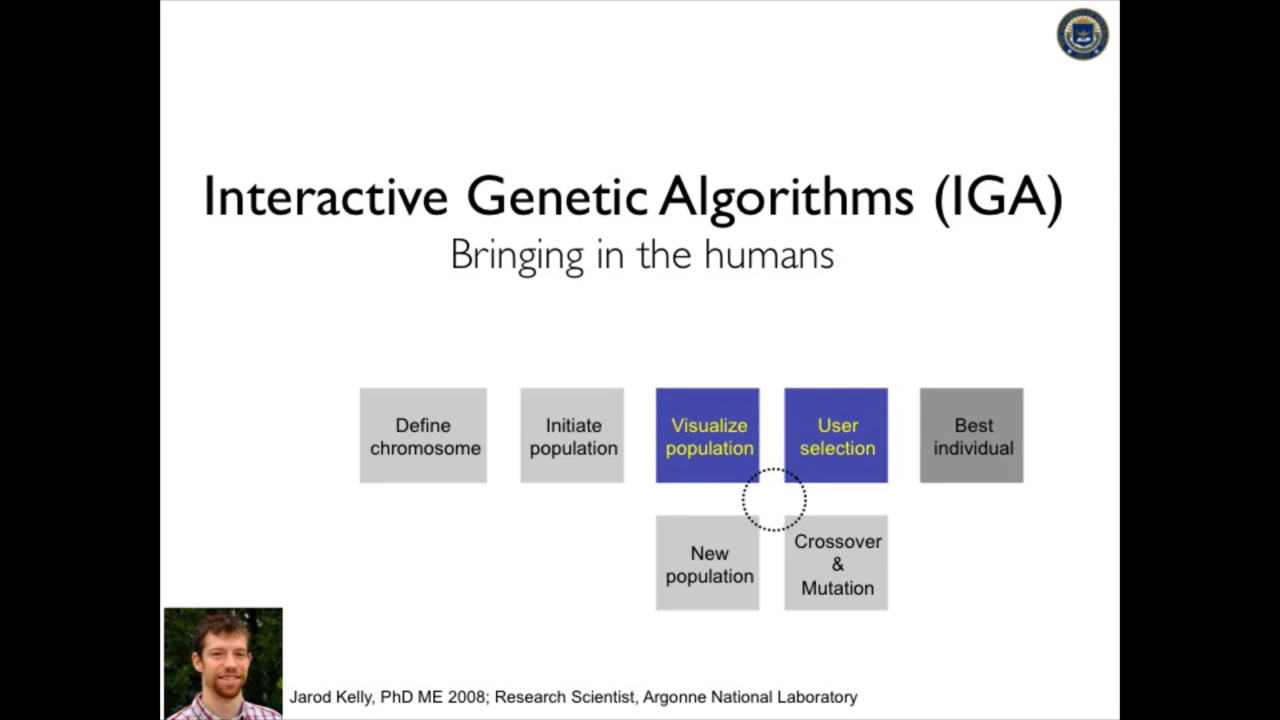 Interactive Genetic Algorithms (IGA)
Bringing in the humans
Define
chromosome
Initiate
population
Visualize
population
User
selection
Best
individual
New
population
Crossover
&
Mutation
Jarod Kelly, PhD ME 2008; Research Scientist, Argonne National Laboratory